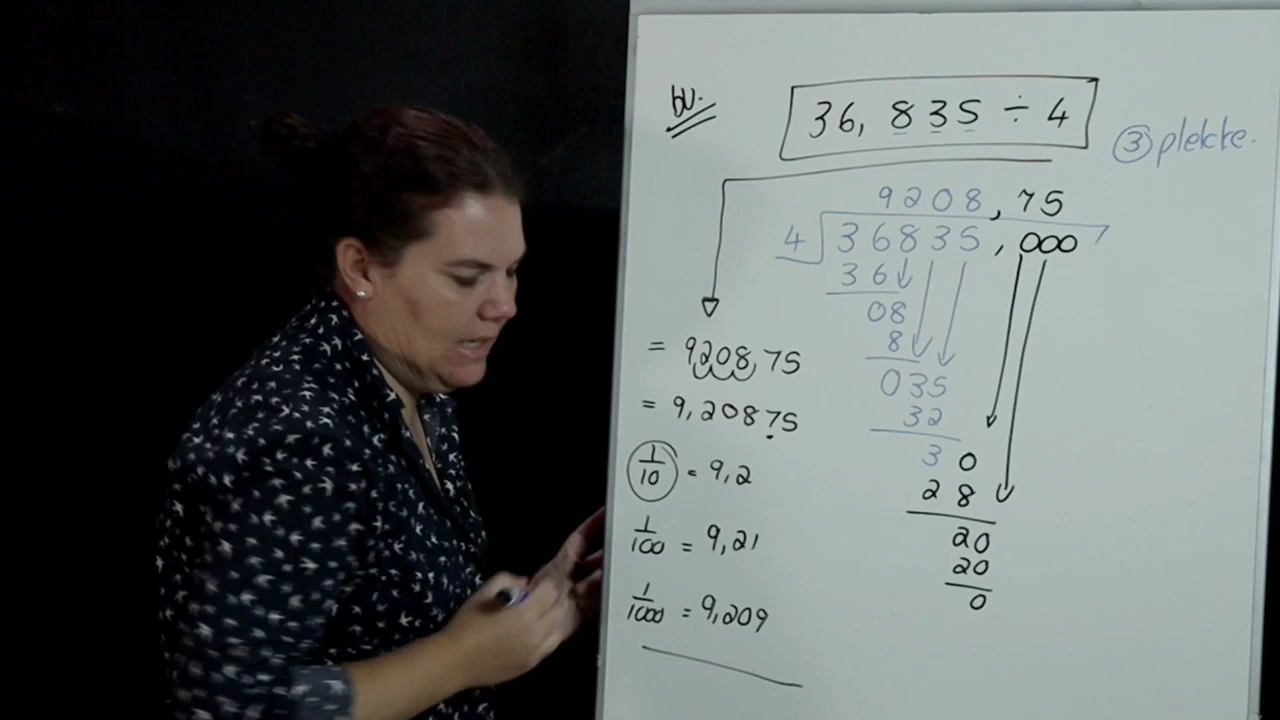 bv.
36, 835 ÷ 4
③ plekke.
9208,75
4 36835,000
36
08
8
035
32
30
28
20
20
0
= 9208,75
= 9,20875
1/10 = 9,2
1/100 = 9,21
1/1000 = 9,209